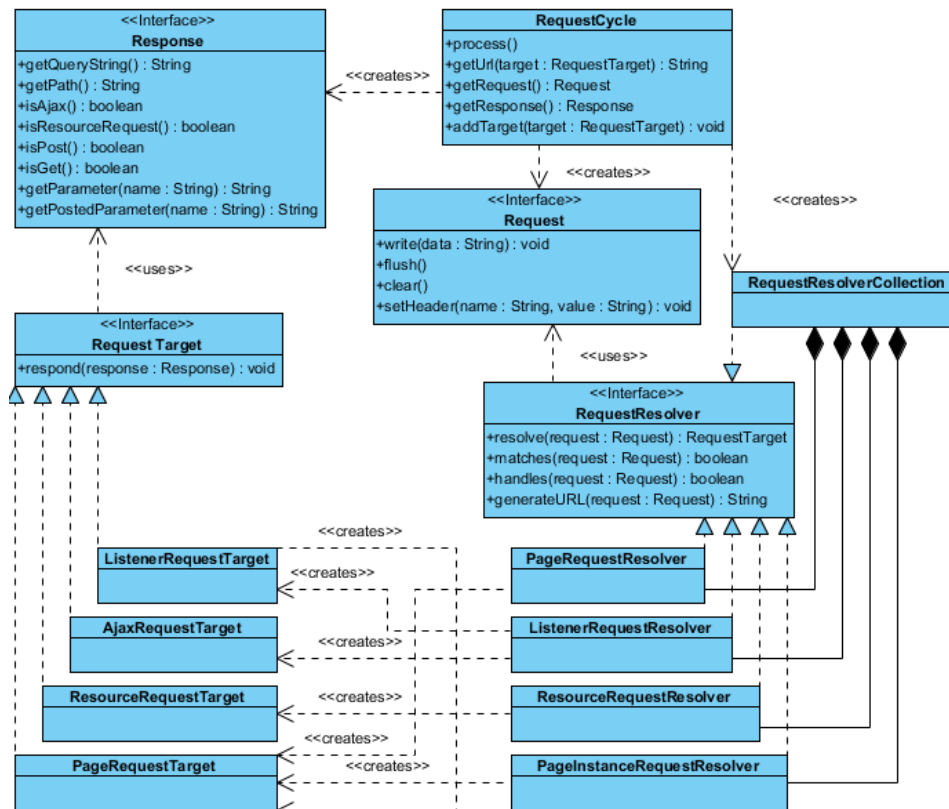 <<Interface>>
Response
+getQueryString() : String
+getPath() : String
+isAjax() : boolean
+isResourceRequest() : boolean
+isPost() : boolean
+isGet() : boolean
+getParameter(name : String) : String
+getPostedParameter(name : String) : String
<<creates>>
RequestCycle
+process()
+getUrl(target : RequestTarget) : String
+getRequest() : Request
+getResponse() : Response
+addTarget(target : RequestTarget) : void
<<creates>>
<<creates>>
<<Interface>>
Request
+write(data : String) : void
+flush()
+clear()
+setHeader(name : String, value : String) : void
<<uses>>
RequestResolverCollection
<<Interface>>
Request Target
+respond(response : Response) : void
<<uses>>
<<Interface>>
RequestResolver
+resolve(request : Request) : RequestTarget
+matches(request : Request) : boolean
+handles(request : Request) : boolean
+generateURL(request : Request) : String
<<creates>>
ListenerRequestTarget
<<creates>>
PageRequestResolver
AjaxRequestTarget
<<creates>>
ListenerRequestResolver
ResourceRequestTarget
<<creates>>
ResourceRequestResolver
<<creates>>
PageRequestTarget
<<creates>>
PageInstanceRequestResolver